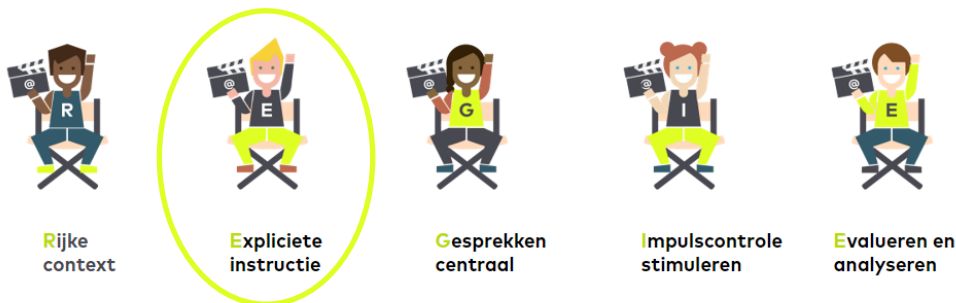 @
R
@
E
@
G
@
I
@
E
Rijke
context
Expliciete
instructie
Gesprekken
centraal
Impulscontrole
stimuleren
Evalueren en
analyseren